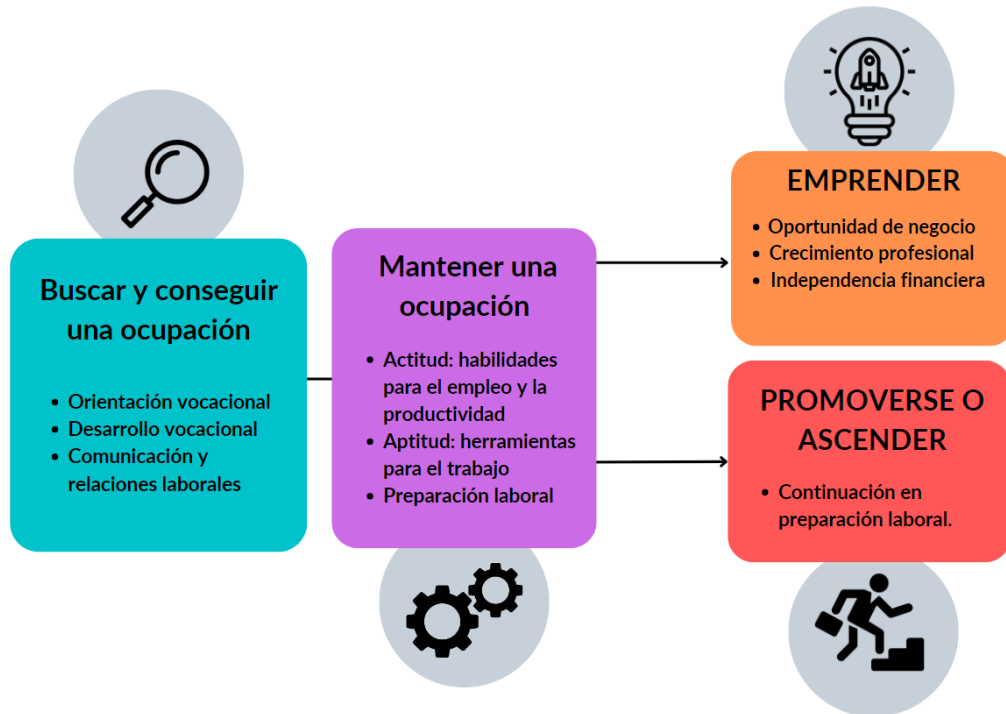 Buscar y conseguir
una ocupación
• Orientación vocacional
• Desarrollo vocacional
• Comunicación y
relaciones laborales
Mantener una
ocupación
• Actitud: habilidades
para el empleo y la
productividad
• Aptitud: herramientas
para el trabajo
• Preparación laboral
EMPRENDER
• Oportunidad de negocio
• Crecimiento profesional
• Independencia financiera
PROMOVERSE O
ASCENDER
• Continuación en
preparación laboral.